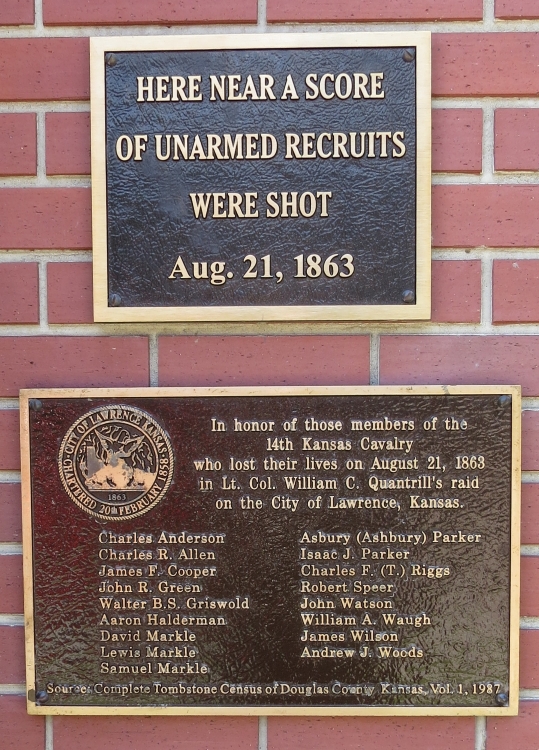 HERE NEAR A SCORE
OF UNARMED RECRUITS
WERE SHOT
Aug. 21, 1863
CITY OF LAWRENCE KANSAS
CHARTERED 20th FEBRUARY 1858
1863
In honor of those members of the
14th Kansas Cavalry
who lost their lives on August 21, 1863
in Lt. Col. William C. Quantrill's raid
on the City of Lawrence, Kansas.
Charles Anderson
Charles R. Allen
James F. Cooper
John R. Green
Walter B.S. Griswold
Aaron Halderman
David Markle
Lewis Markle
Samuel Markle
Asbury (Ashbury) Parker
Isaac J. Parker
Charles F. (T.) Riggs
Robert Speer
John Watson
William A. Waugh
James Wilson
Andrew J. Woods
Source: Complete Tombstone Census of Douglas County Kansas, Vol. 1, 1987